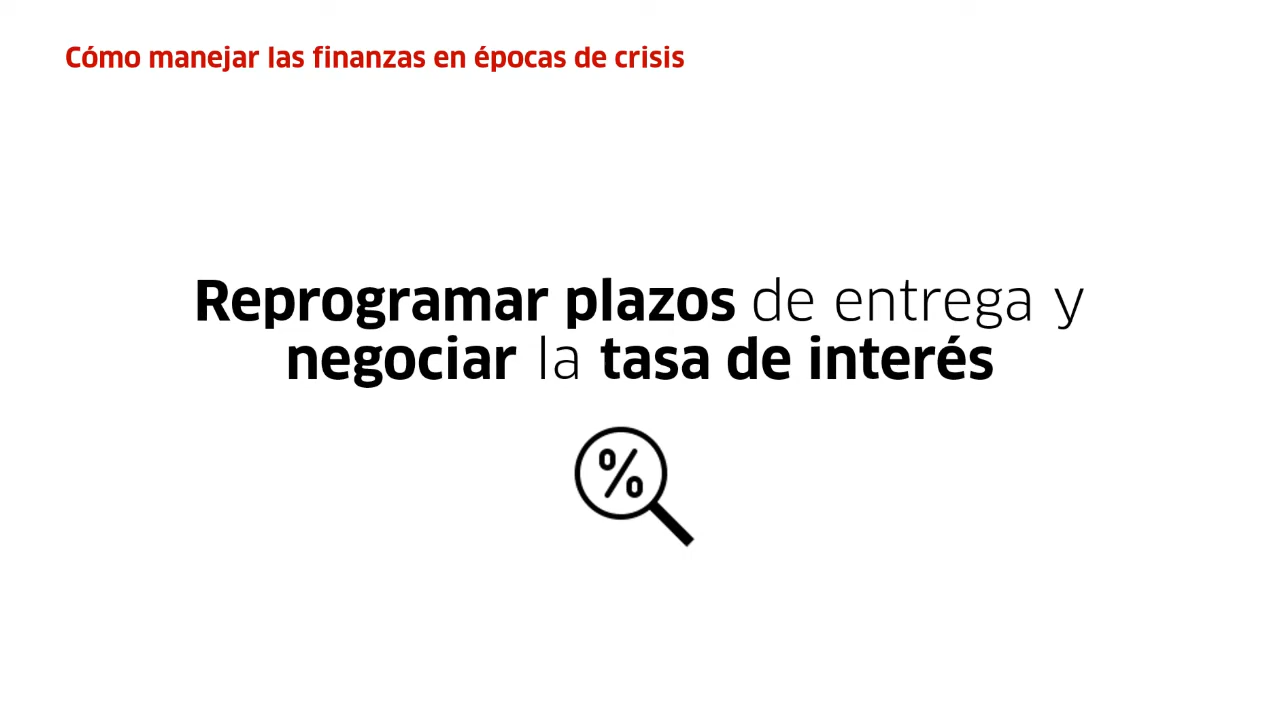 Cómo manejar las finanzas en épocas de crisis
Reprogramar plazos de entrega y
negociar la tasa de interés
%